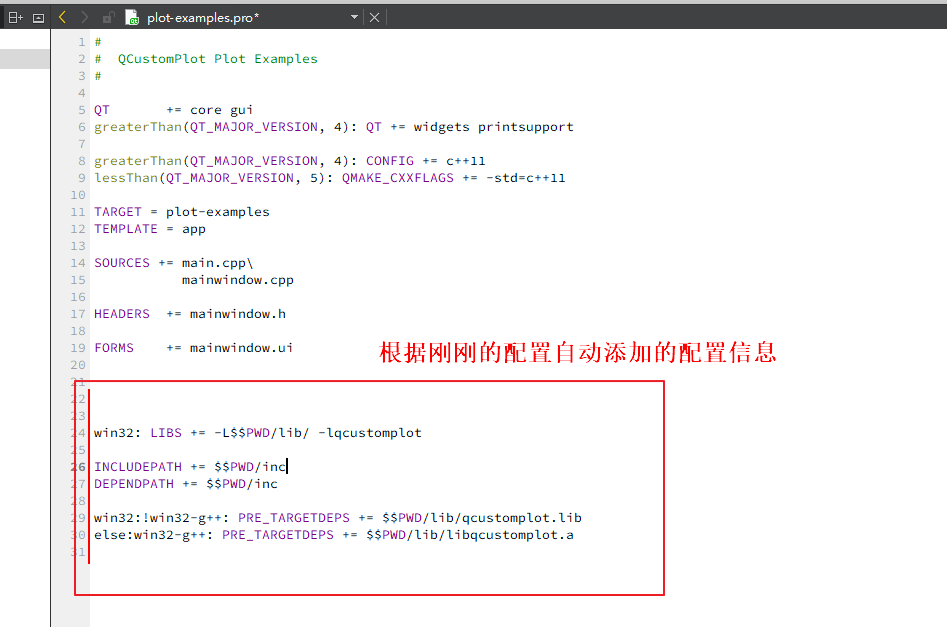 plot-examples.pro*
1 #
2 #  QCustomPlot Plot Examples
3 #
4
5 QT       += core gui
6 greaterThan(QT_MAJOR_VERSION, 4): QT += widgets printsupport
7
8 greaterThan(QT_MAJOR_VERSION, 4): CONFIG += c++11
9 lessThan(QT_MAJOR_VERSION, 5): QMAKE_CXXFLAGS += -std=c++11
10
11 TARGET = plot-examples
12 TEMPLATE = app
13
14 SOURCES += main.cpp\
15            mainwindow.cpp
16
17 HEADERS  += mainwindow.h
18
19 FORMS    += mainwindow.ui
根据刚刚的配置自动添加的配置信息
20
21
22
23
24 win32: LIBS += -L$$PWD/lib/ -lqcustomplot
25
26 INCLUDEPATH += $$PWD/inc
27 DEPENDPATH += $$PWD/inc
28
29 win32:!win32-g++: PRE_TARGETDEPS += $$PWD/lib/qcustomplot.lib
30 else:win32-g++: PRE_TARGETDEPS += $$PWD/lib/libqcustomplot.a
31